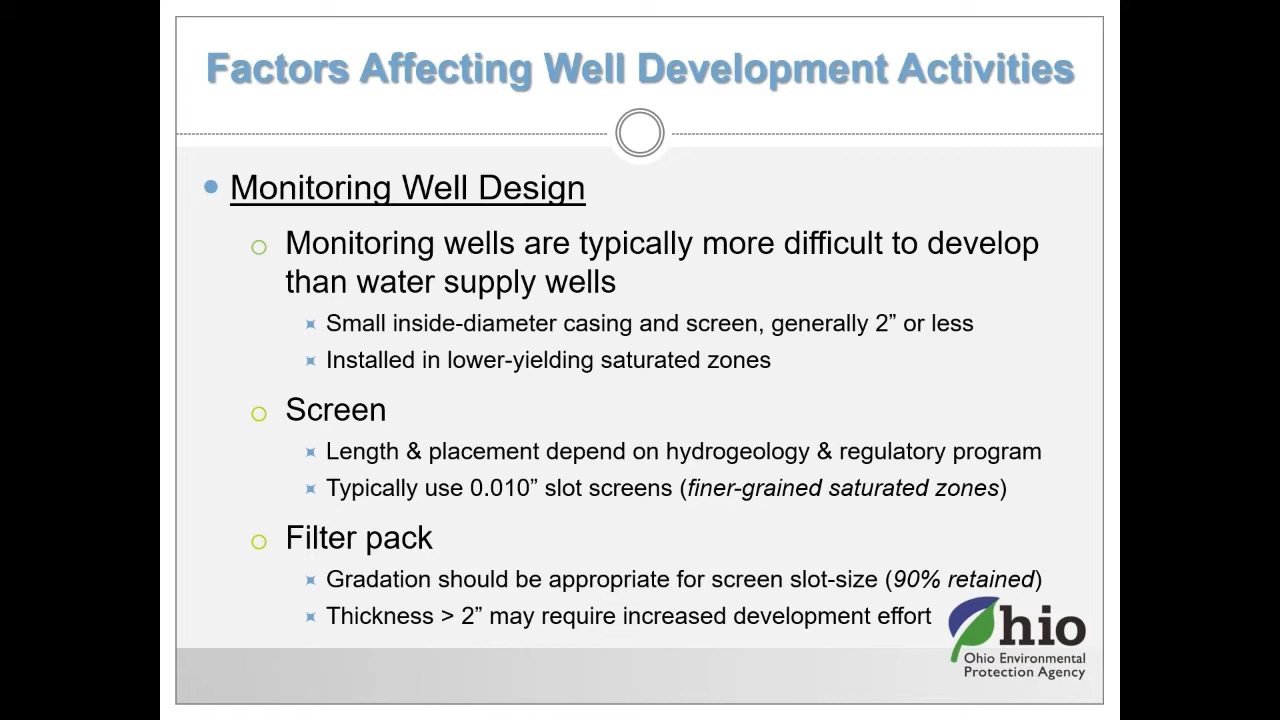 Factors Affecting Well Development Activities
Monitoring Well Design
Monitoring wells are typically more difficult to develop
than water supply wells
Small inside-diameter casing and screen, generally 2” or less
Installed in lower-yielding saturated zones
Screen
Length & placement depend on hydrogeology & regulatory program
Typically use 0.010” slot screens (finer-grained saturated zones)
Filter pack
Gradation should be appropriate for screen slot-size (90% retained)
Thickness > 2” may require increased development effort
Ohio
Ohio Environmental
Protection Agency